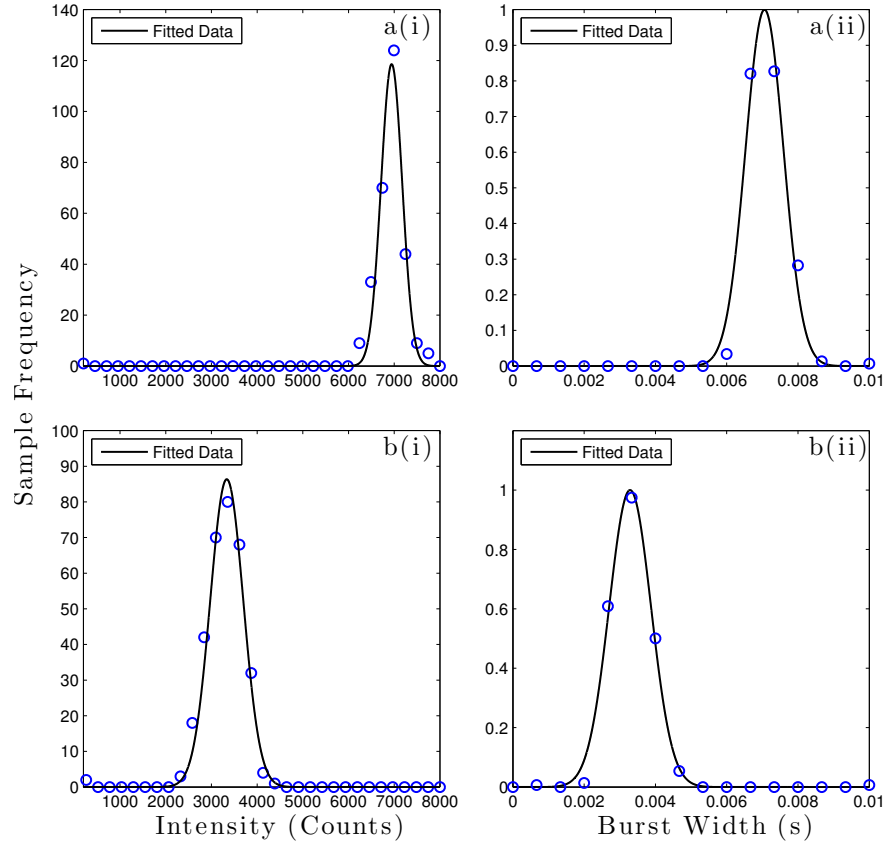 Sample Frequency
140
120
100
80
60
40
20
0
1000 2000 3000 4000 5000 6000 7000 8000
Fitted Data
a(i)
1
0.9
0.8
0.7
0.6
0.5
0.4
0.3
0.2
0.1
0
0 0.002 0.004 0.006 0.008 0.01
Fitted Data
a(ii)
100
90
80
70
60
50
40
30
20
10
0
1000 2000 3000 4000 5000 6000 7000 8000
Fitted Data
b(i)
Intensity (Counts)
1
0.8
0.6
0.4
0.2
0
0 0.002 0.004 0.006 0.008 0.01
Fitted Data
b(ii)
Burst Width (s)